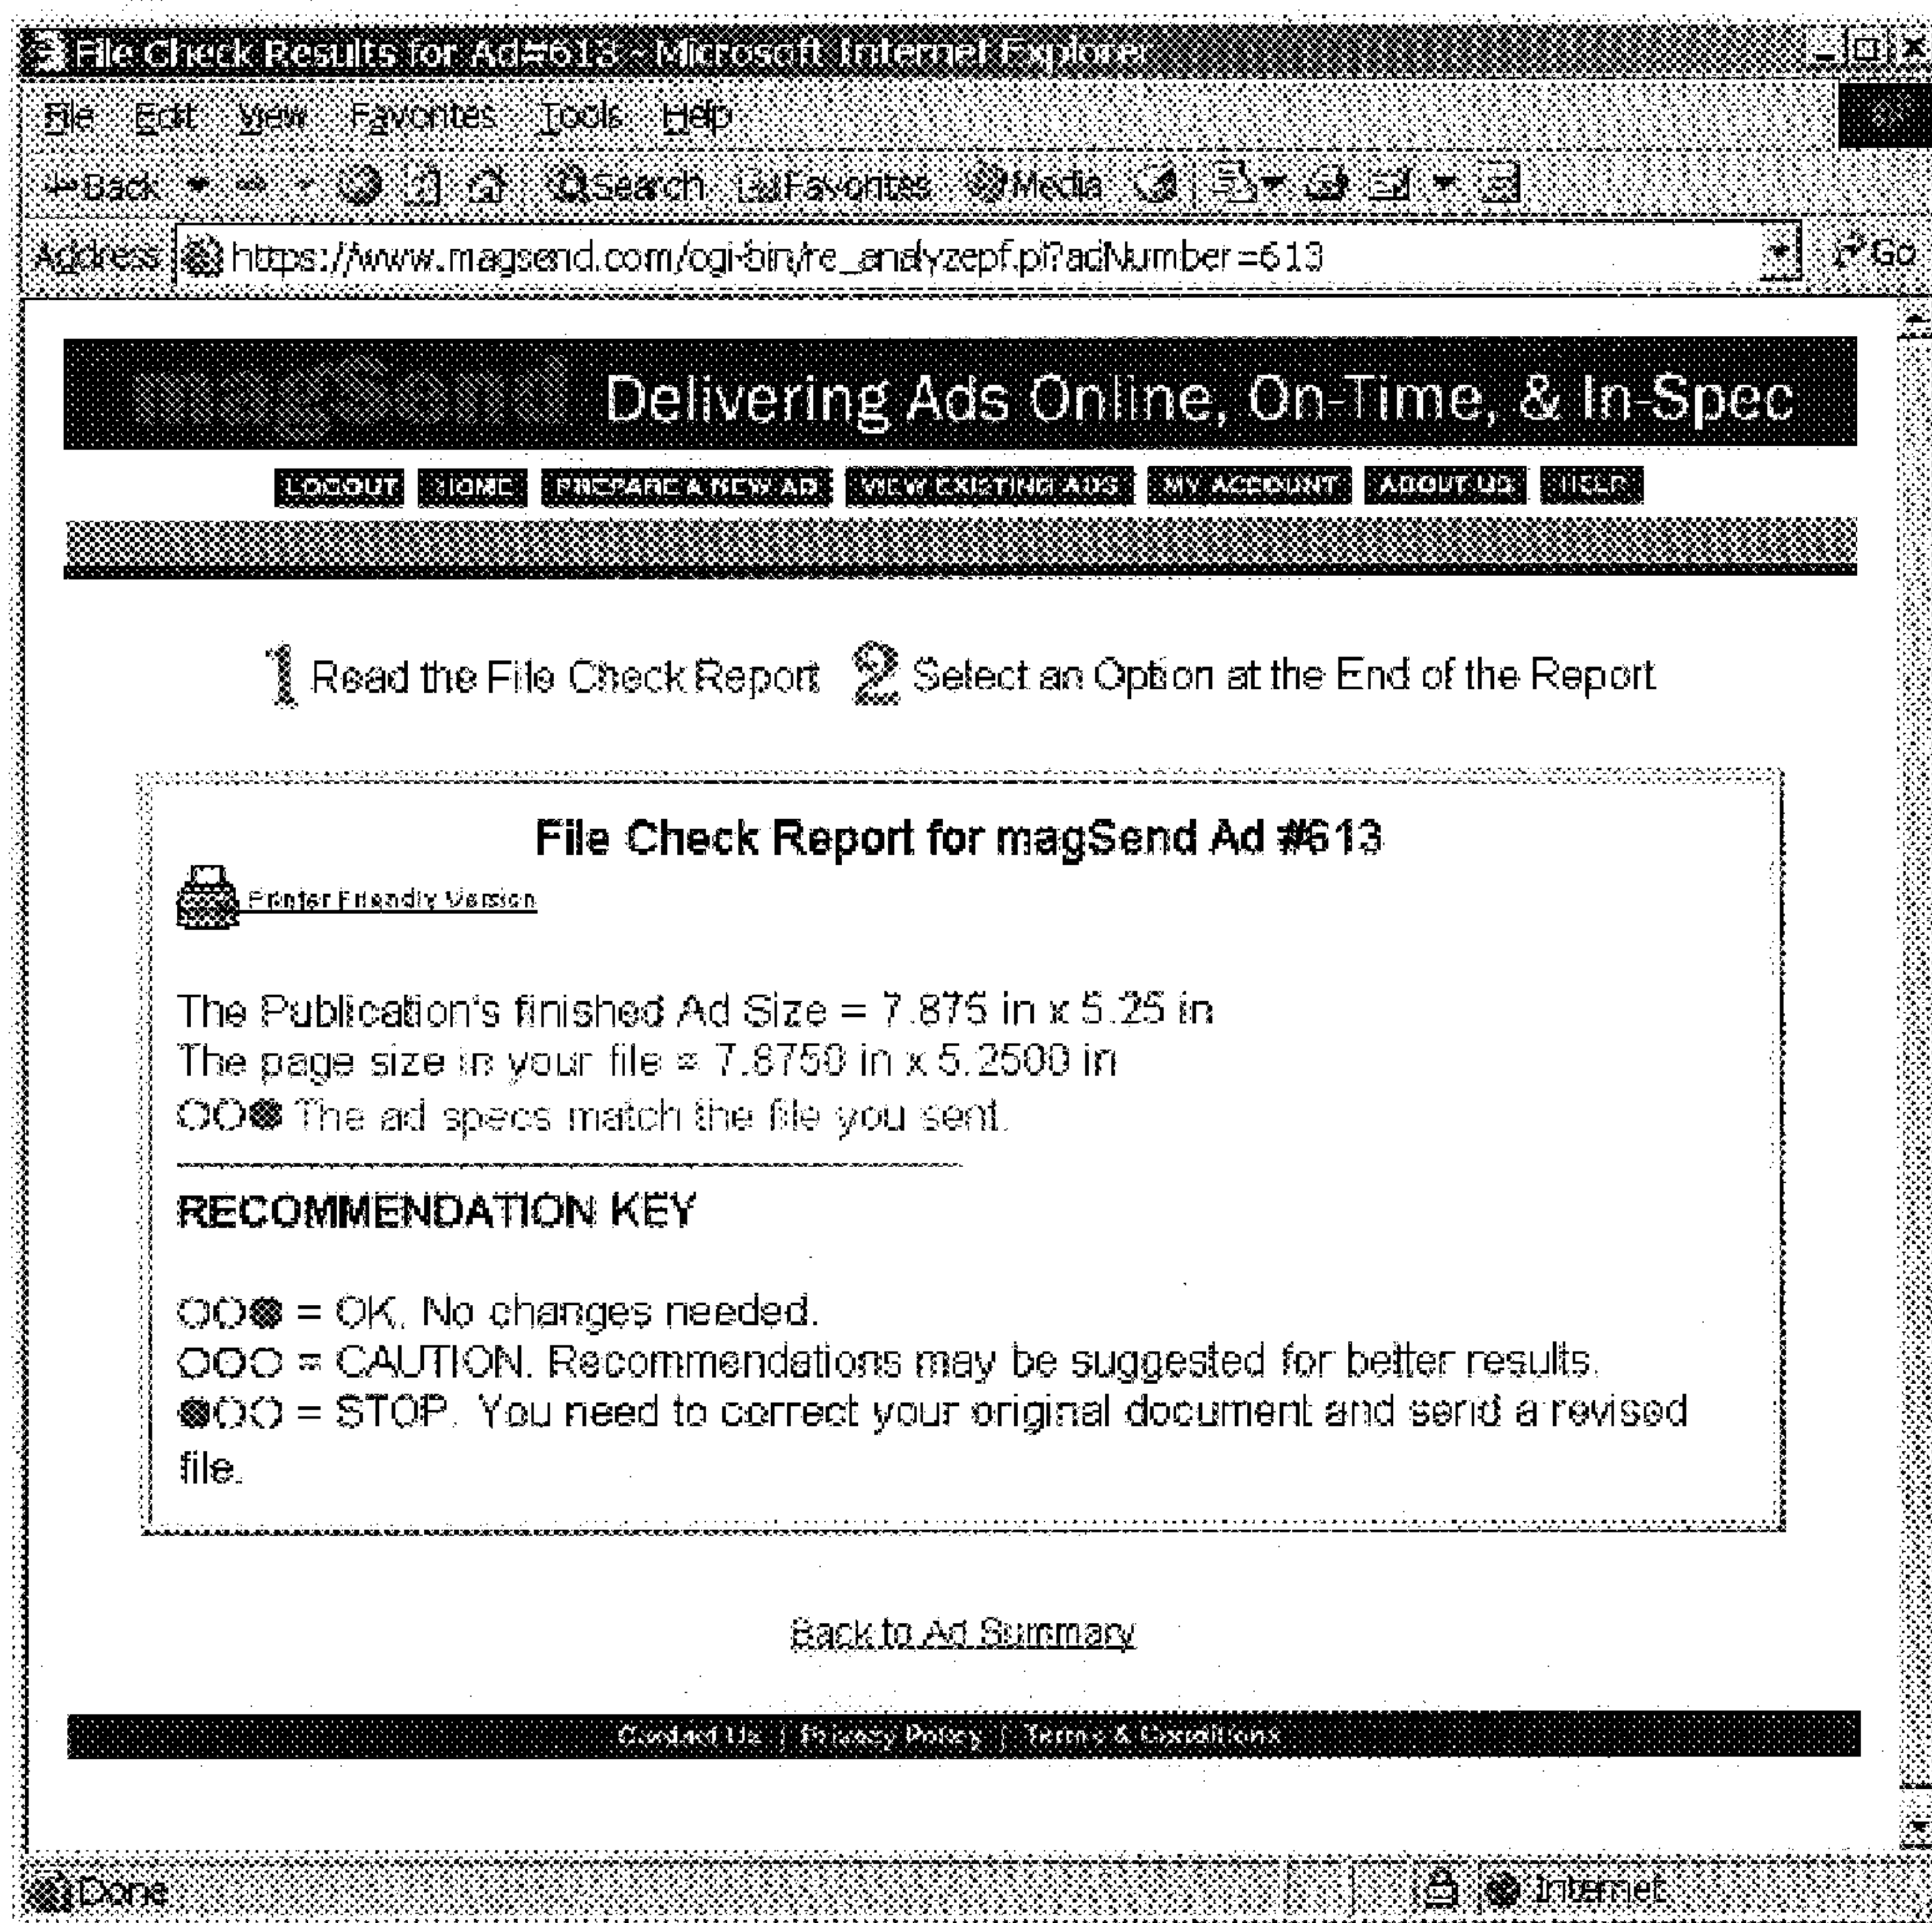 File Check Results for Ad#613 - Microsoft Internet Explorer
File Edit View Favorites Tools Help
Back Search Favorites Media
Address https://www.magsend.com/cgi-bin/re_analyzepf.pl?adNumber=613 Go
magSend Delivering Ads Online, On-Time, & In-Spec
LOGOUT HOME PREPARE A NEW AD VIEW EXISTING ADS MY ACCOUNT ABOUT US HELP
1 Read the File Check Report 2 Select an Option at the End of the Report
File Check Report for magSend Ad #613
Printer Friendly Version
The Publication's finished Ad Size = 7.875 in x 5.25 in
The page size in your file = 7.8750 in x 5.2500 in
The ad specs match the file you sent.
RECOMMENDATION KEY
= OK. No changes needed.
= CAUTION. Recommendations may be suggested for better results.
= STOP. You need to correct your original document and send a revised
file.
Back to Ad Summary
Contact Us | Privacy Policy | Terms & Conditions
Done Internet